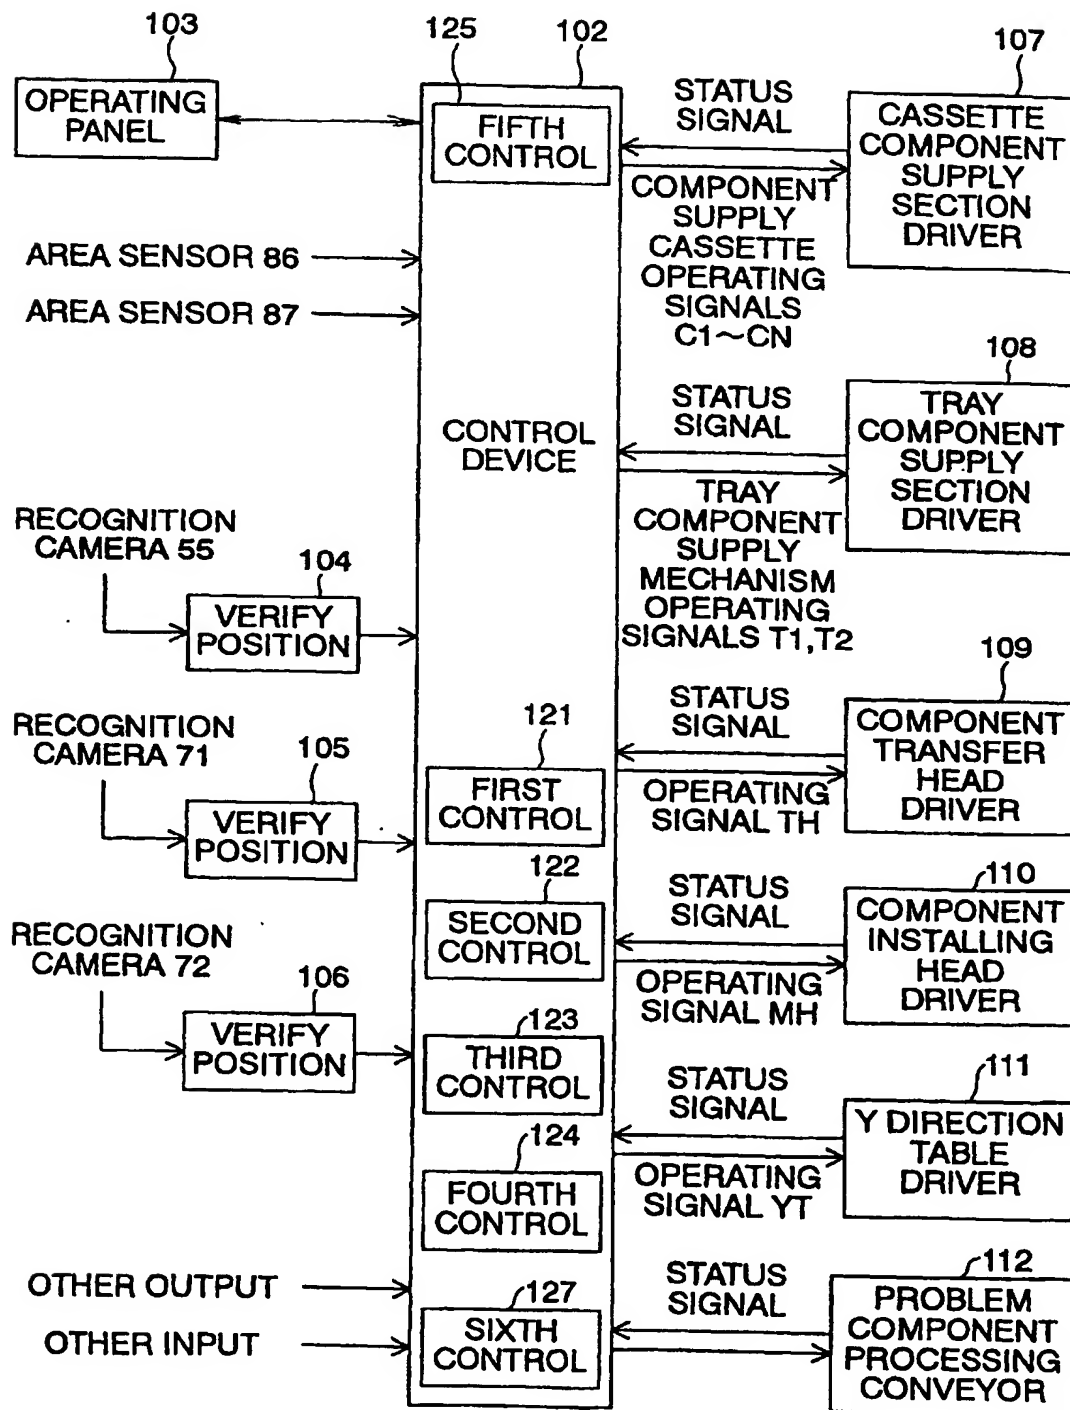 103
OPERATING
PANEL
AREA SENSOR 86
AREA SENSOR 87
RECOGNITION
CAMERA 55
104
VERIFY
POSITION
RECOGNITION
CAMERA 71
105
VERIFY
POSITION
RECOGNITION
CAMERA 72
106
VERIFY
POSITION
OTHER OUTPUT
OTHER INPUT
125
102
FIFTH
CONTROL
CONTROL
DEVICE
121
FIRST
CONTROL
122
SECOND
CONTROL
123
THIRD
CONTROL
124
FOURTH
CONTROL
127
SIXTH
CONTROL
STATUS
SIGNAL
COMPONENT
SUPPLY
CASSETTE
OPERATING
SIGNALS
C1~CN
107
CASSETTE
COMPONENT
SUPPLY
SECTION
DRIVER
STATUS
SIGNAL
TRAY
COMPONENT
SUPPLY
MECHANISM
OPERATING
SIGNALS T1,T2
108
TRAY
COMPONENT
SUPPLY
SECTION
DRIVER
STATUS
SIGNAL
OPERATING
SIGNAL TH
109
COMPONENT
TRANSFER
HEAD
DRIVER
STATUS
SIGNAL
OPERATING
SIGNAL MH
110
COMPONENT
INSTALLING
HEAD
DRIVER
STATUS
SIGNAL
OPERATING
SIGNAL YT
111
Y DIRECTION
TABLE
DRIVER
STATUS
SIGNAL
112
PROBLEM
COMPONENT
PROCESSING
CONVEYOR